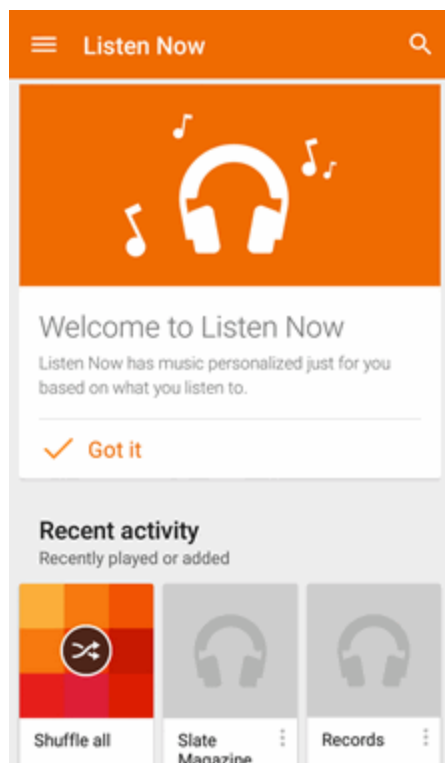 Listen Now
Welcome to Listen Now
Listen Now has music personalized just for you
based on what you listen to.
Got it
Recent activity
Recently played or added
Shuffle all
Slate
Magazine
Records